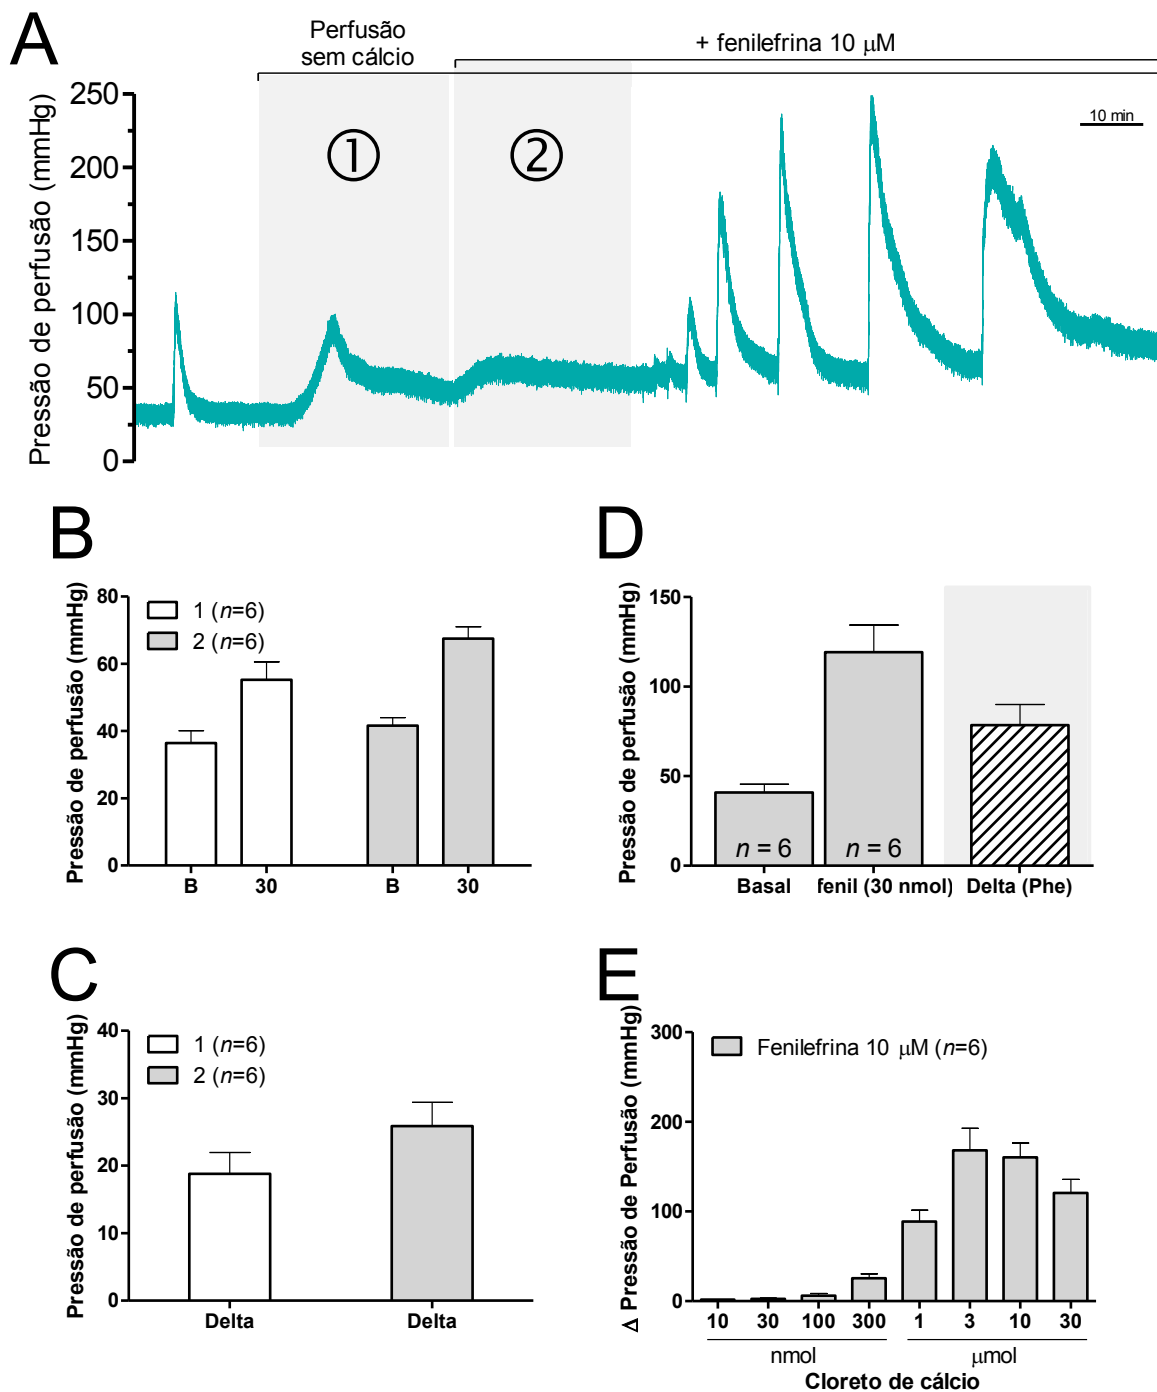 A
Perfusão
sem cálcio
+ fenilefrina 10 μM
Pressão de perfusão (mmHg)
250
200
150
100
50
0
①
②
10 min
B
Pressão de perfusão (mmHg)
80
60
40
20
0
1 (n=6)
2 (n=6)
B
30
B
30
D
Pressão de perfusão (mmHg)
150
100
50
0
n = 6
n = 6
Basal
fenil (30 nmol)
Delta (Phe)
C
Pressão de perfusão (mmHg)
40
30
20
10
0
1 (n=6)
2 (n=6)
Delta
Delta
E
Δ Pressão de Perfusão (mmHg)
300
200
100
0
Fenilefrina 10 μM (n=6)
10 30 100 300 1 3 10 30
nmol μmol
Cloreto de cálcio